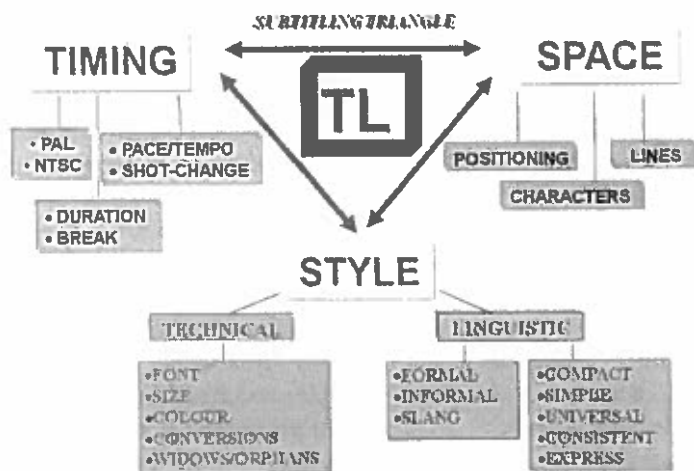 SUBTITLING TRIANGLE
TIMING
SPACE
TL
• PAL
• NTSC
• PACE/TEMPO
• SHOT-CHANGE
• DURATION
• BREAK
POSITIONING
LINES
CHARACTERS
STYLE
TECHNICAL
LINGUISTIC
•FONT
•SIZE
•COLOUR
•CONVERSIONS
•WIDOWS/ORPHANS
•FORMAL
•INFORMAL
•SLANG
•COMPACT
•SIMPLE
•UNIVERSAL
•CONSISTENT
•EXPRESS